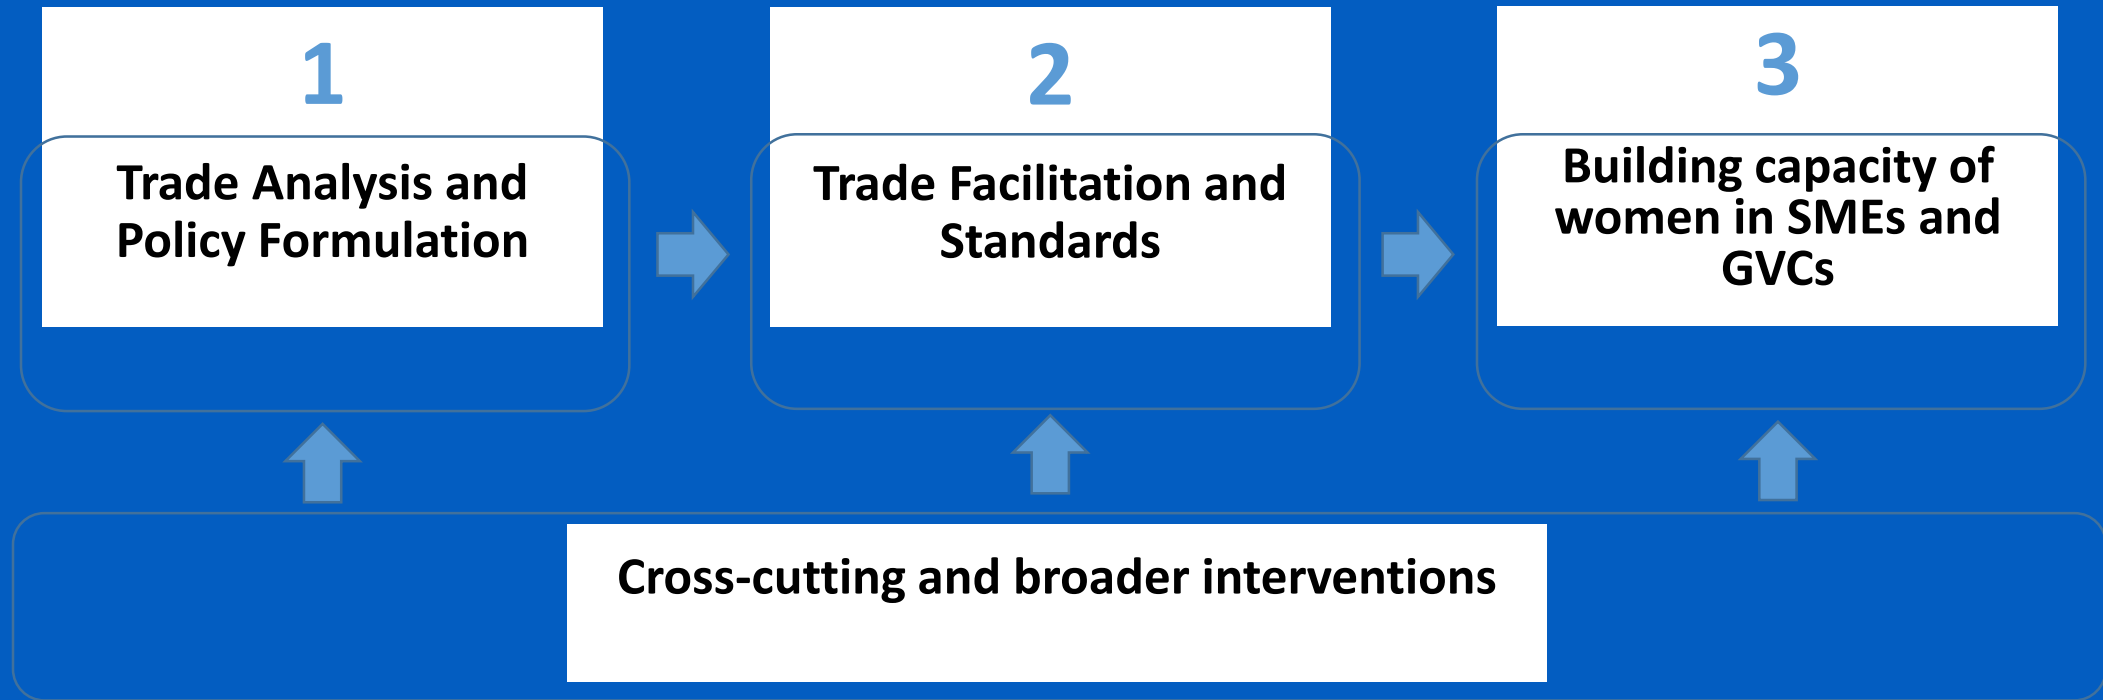 1
Trade Analysis and
Policy Formulation
2
Trade Facilitation and
Standards
3
Building capacity of
women in SMEs and
GVCs
Cross-cutting and broader interventions